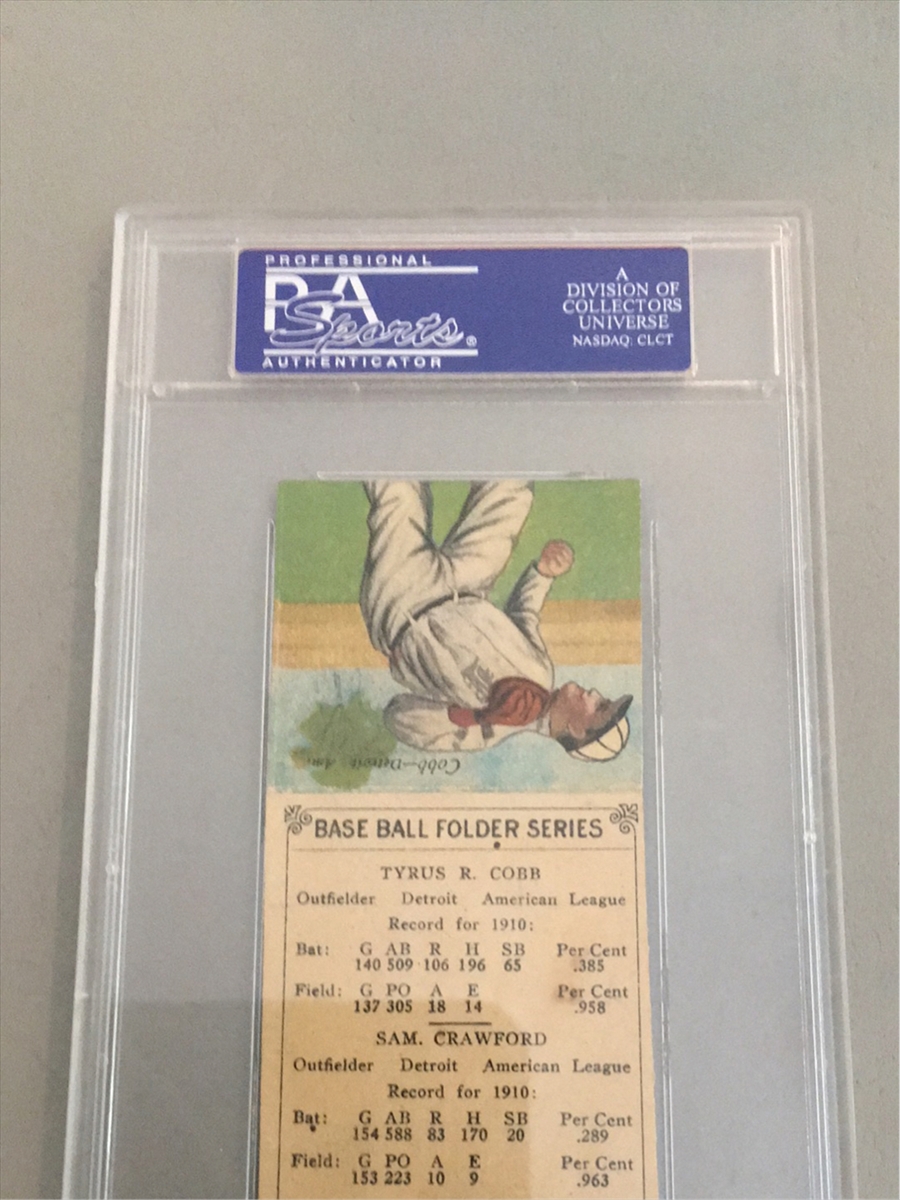 PROFESSIONAL
PSA
Sports®
AUTHENTICATOR
A
DIVISION OF
COLLECTORS
UNIVERSE
NASDAQ: CLCT
Cobb—Detroit Am.
BASE BALL FOLDER SERIES
TYRUS R. COBB
Outfielder Detroit American League
Record for 1910:
Bat: G AB R H SB Per Cent
140 509 106 196 65 .385
Field: G PO A E Per Cent
137 305 18 14 .958
SAM. CRAWFORD
Outfielder Detroit American League
Record for 1910:
Bat: G AB R H SB Per Cent
154 588 83 170 20 .289
Field: G PO A E Per Cent
153 223 10 9 .963